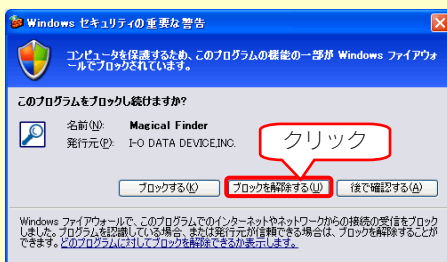 Windows セキュリティの重要な警告
コンピュータを保護するため、このプログラムの機能の一部が Windows ファイアウォ
ールでブロックされています。
このプログラムをブロックし続けますか?
名前(N): Magical Finder
発行元(P): I-O DATA DEVICE,INC.
クリック
ブロックする(K) ブロックを解除する(U) 後で確認する(A)
Windows ファイアウォールで、このプログラムでのインターネットやネットワークからの接続の受信をブロック
しました。プログラムを認識している場合、または発行元が信頼できる場合は、ブロックを解除することが
できます。どのプログラムに対してブロックを解除できるか表示します。